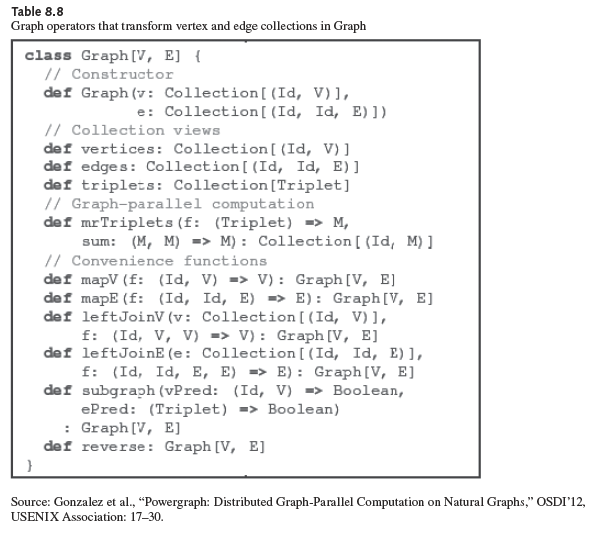 Table 8.8
Graph operators that transform vertex and edge collections in Graph
class Graph[V, E] {
// Constructor
def Graph(v: Collection[(Id, V)],
e: Collection[(Id, Id, E)])
// Collection views
def vertices: Collection[(Id, V)]
def edges: Collection[(Id, Id, E)]
def triplets: Collection[Triplet]
// Graph-parallel computation
def mrTriplets(f: (Triplet) => M,
sum: (M, M) => M): Collection[(Id, M)]
// Convenience functions
def mapV(f: (Id, V) => V): Graph[V, E]
def mapE(f: (Id, Id, E) => E): Graph[V, E]
def leftJoinV(v: Collection[(Id, V)],
f: (Id, V, V) => V): Graph[V, E]
def leftJoinE(e: Collection[(Id, Id, E)],
f: (Id, Id, E, E) => E): Graph[V, E]
def subgraph(vPred: (Id, V) => Boolean,
ePred: (Triplet) => Boolean)
: Graph[V, E]
def reverse: Graph[V, E]
}
Source: Gonzalez et al., “Powergraph: Distributed Graph-Parallel Computation on Natural Graphs,” OSDI’12,
USENIX Association: 17–30.